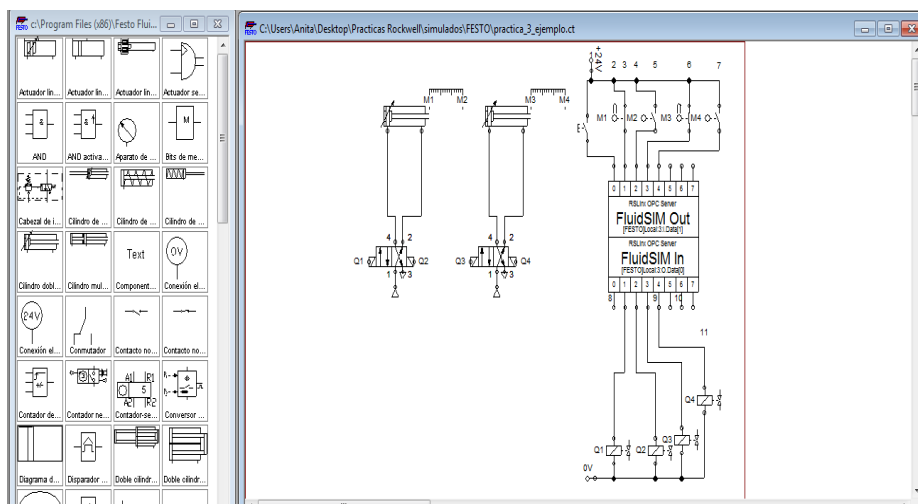 c:\Program Files (x86)\Festo Flui...
Actuador lin...
Actuador lin...
Actuador lin...
Actuador se...
&
&
M
AND
AND activa...
Aparato de ...
Bits de me...
Cabezal de i...
Cilindro de ...
Cilindro de ...
Cilindro de ...
Text
0V
Cilindro dobl...
Cilindro mul...
Component...
Conexión el...
24V
Conexión el...
Conmutador
Contacto no...
Contacto no...
A1 R1
5
A2 R2
Contador de...
Contador ne...
Contador-se...
Conversor ...
Diagrama d...
Disparador ...
Doble cilindr...
Doble cilindr...
C:\Users\Anita\Desktop\Practicas Rockwell\simulados\FESTO\practica_3_ejemplo.ct
M1 M2
M3 M4
4 2
Q1 Q2
1 3
4 2
Q3 Q4
1 3
+24V
1 2 3 4 5 6 7
E
M1 M2 M3 M4
0 1 2 3 4 5 6 7
RSLinx OPC Server
FluidSIM Out
[FESTO]Local:3:I.Data[1]
RSLinx OPC Server
FluidSIM In
[FESTO]Local:3:O.Data[0]
0 1 2 3 4 5 6 7
8 9 10
11
Q4
Q3
Q1 Q2
0V